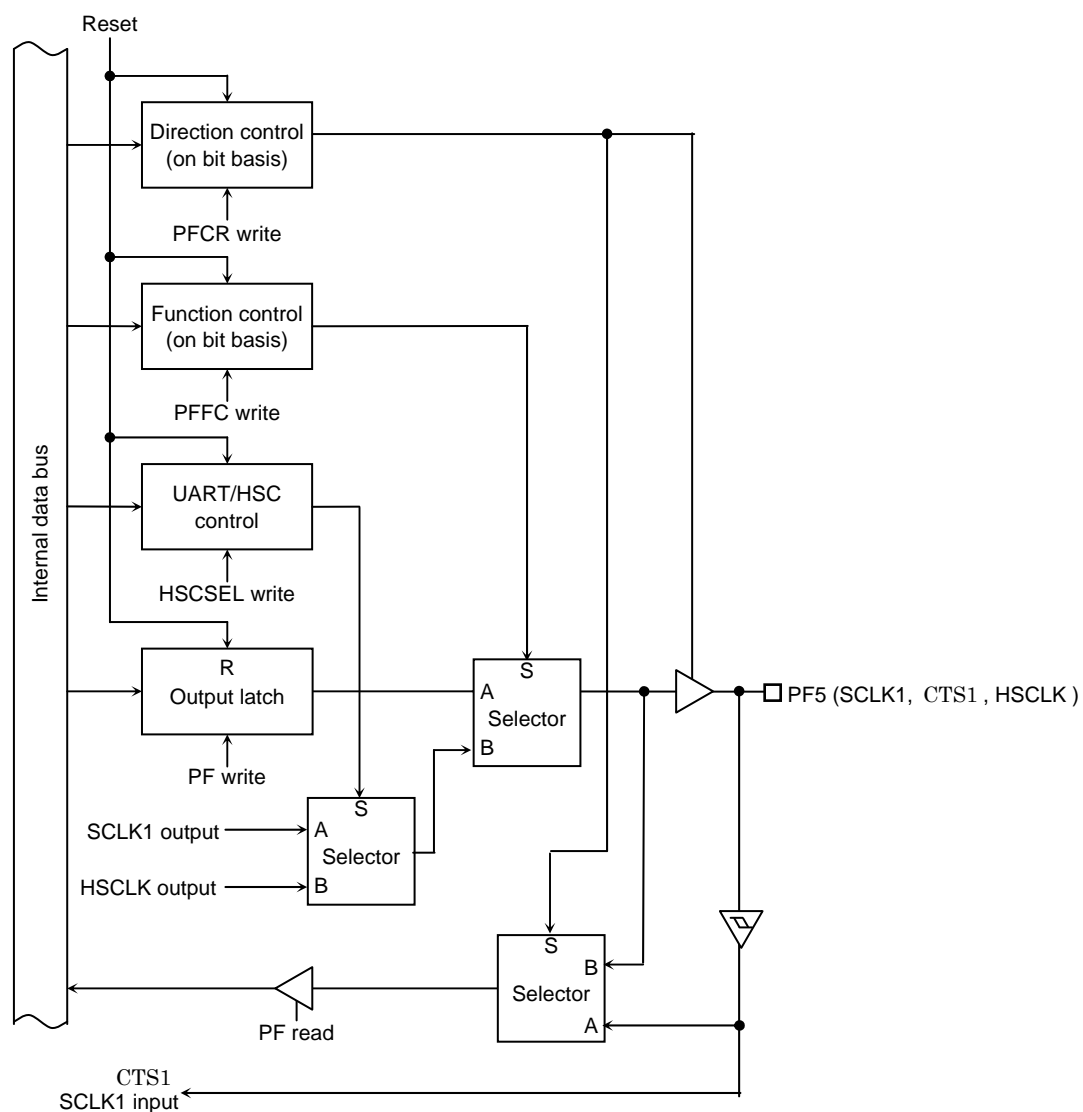 Reset
Direction control
(on bit basis)
PFCR write
Function control
(on bit basis)
PFFC write
Internal data bus
UART/HSC
control
HSCSEL write
R
Output latch
PF write
S
A
Selector
B
PF5 (SCLK1, CTS1 , HSCLK )
S
SCLK1 output
A
Selector
HSCLK output
B
S
B
Selector
A
PF read
CTS1
SCLK1 input